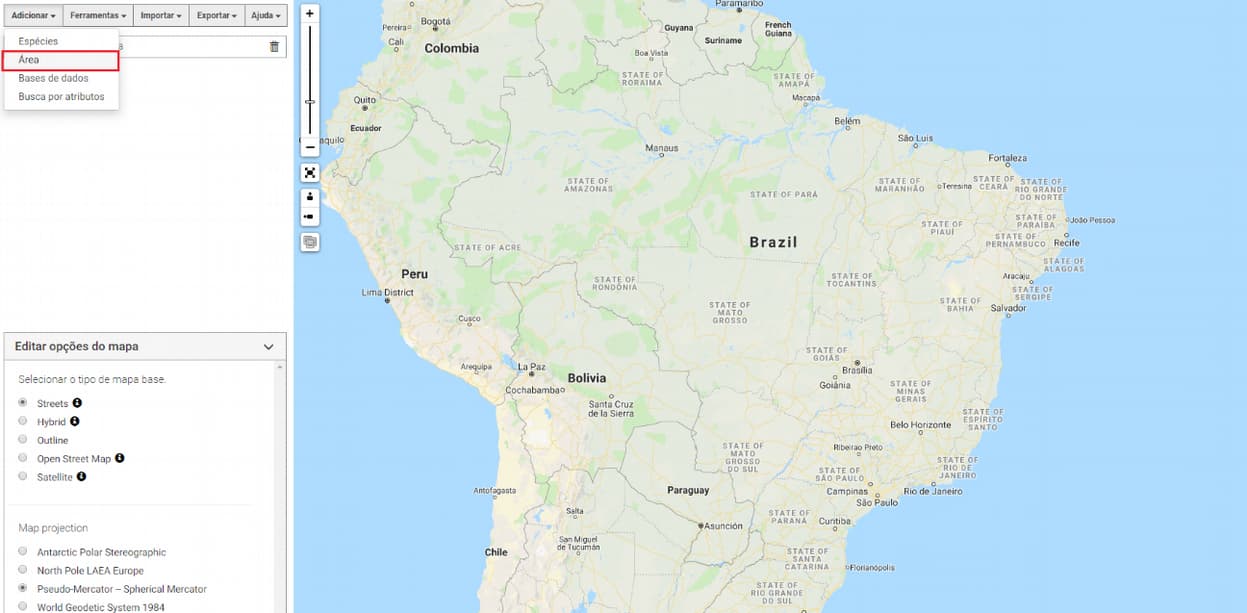 Adicionar Ferramentas Importar Exportar Ajuda
Espécies
Área
Bases de dados
Busca por atributos
Editar opções do mapa
Selecionar o tipo de mapa base.
Streets
Hybrid
Outline
Open Street Map
Satellite
Map projection
Antarctic Polar Stereographic
North Pole LAEA Europe
Pseudo-Mercator – Spherical Mercator
World Geodetic System 1984
Paramaribo
Bogotá
Pereira
Cali
Colombia
Guyana
Suriname
French
Guiana
Boa Vista
STATE OF
RORAIMA
STATE OF
AMAPÁ
Macapá
Quito
Ecuador
aquilo
Manaus
Belém
São Luis
Fortaleza
STATE OF
AMAZONAS
STATE OF PARÁ
STATE OF
MARANHÃO
Teresina
STATE OF
CEARÁ
STATE OF
RIO GRANDE
DO NORTE
STATE OF
PARAÍBA
João Pessoa
STATE OF
PIAUÍ
STATE OF
PERNAMBUCO
Recife
STATE OF ACRE
Brazil
STATE OF
ALAGOAS
Peru
Lima District
STATE OF
RONDÔNIA
STATE OF
TOCANTINS
Aracaju
STATE OF
SERGIPE
STATE OF
MATO
GROSSO
STATE OF
BAHIA
Salvador
Cusco
STATE OF
GOIÁS
Brasília
Goiânia
Arequipa
La Paz
Bolivia
Cochabamba
Santa Cruz
de la Sierra
STATE OF
MINAS
GERAIS
STATE OF
ESPÍRITO
SANTO
Belo Horizonte
STATE OF
MATO
GROSSO
DO SUL
Ribeirao Preto
STATE OF
SÃO PAULO
STATE OF
RIO DE
JANEIRO
Campinas
Rio de Janeiro
São Paulo
Antofagasta
Paraguay
Salta
Asunción
STATE OF
PARANÁ
Curitiba
San Miguel
de Tucumán
Chile
STATE OF
SANTA
CATARINA
Florianópolis
STATE OF
RIO GRANDE
DO SUL